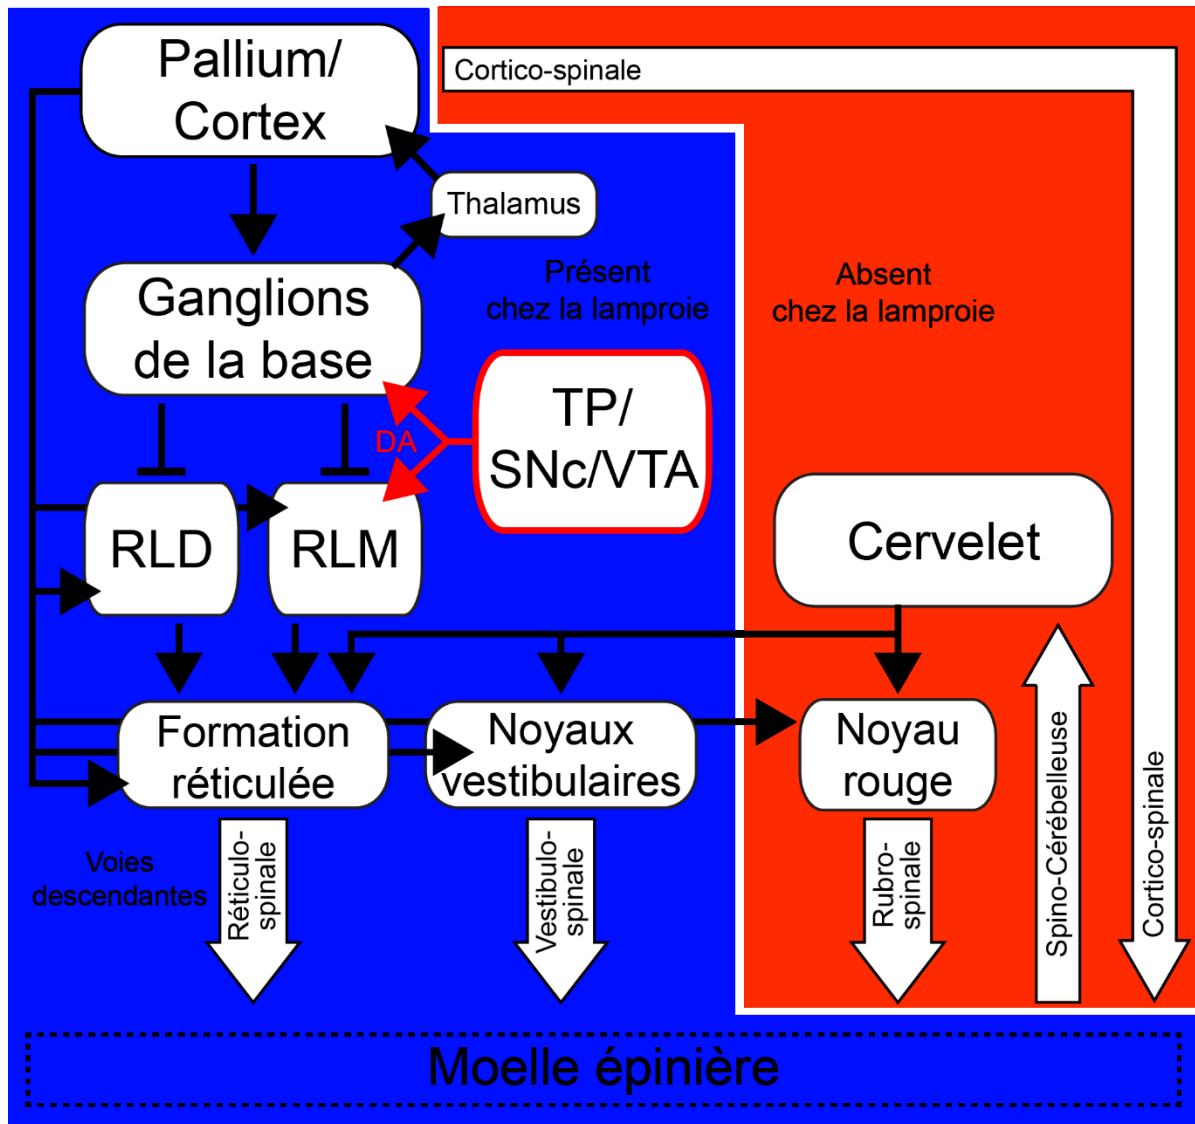 Pallium/
Cortex
Cortico-spinale
Thalamus
Présent
chez la lamproie
Absent
chez la lamproie
Ganglions
de la base
DA
TP/
SNc/VTA
RLD
RLM
Cervelet
Formation
réticulée
Noyaux
vestibulaires
Noyau
rouge
Voies
descendantes
Réticulo-
spinale
Vestibulo-
spinale
Rubro-
spinale
Spino-Cérébelleuse
Cortico-spinale
Moelle épinière